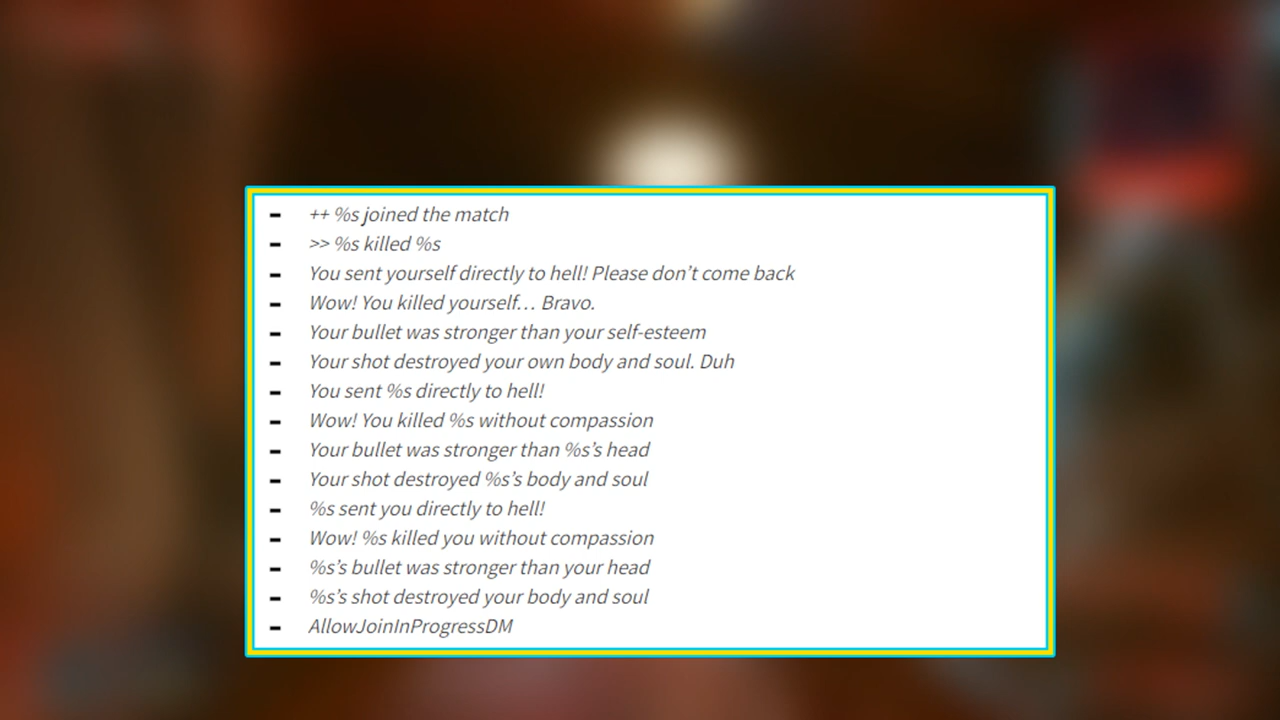 - ++ %s joined the match
- >> %s killed %s
- You sent yourself directly to hell! Please don’t come back
- Wow! You killed yourself… Bravo.
- Your bullet was stronger than your self-esteem
- Your shot destroyed your own body and soul. Duh
- You sent %s directly to hell!
- Wow! You killed %s without compassion
- Your bullet was stronger than %s’s head
- Your shot destroyed %s’s body and soul
- %s sent you directly to hell!
- Wow! %s killed you without compassion
- %s’s bullet was stronger than your head
- %s’s shot destroyed your body and soul
- AllowJoinInProgressDM